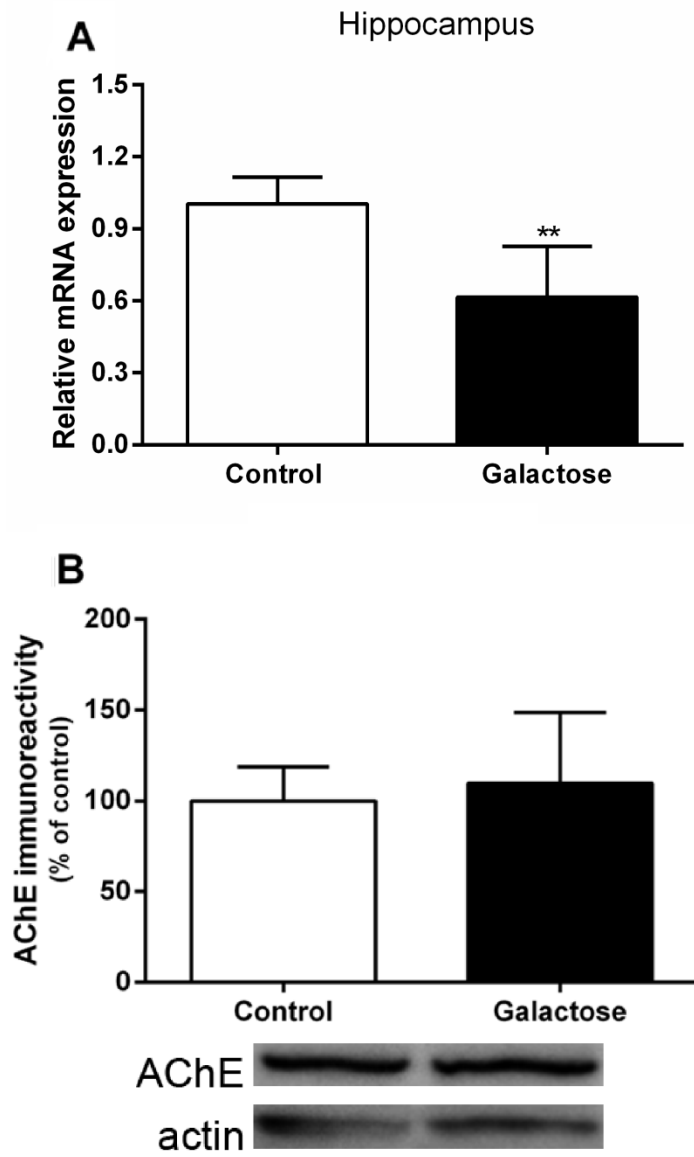 Hippocampus
A
Relative mRNA expression
1.5
1.2
0.9
0.6
0.3
0.0
**
Control Galactose
B
AChE immunoreactivity
(% of control)
200
150
100
50
0
Control Galactose
AChE
actin